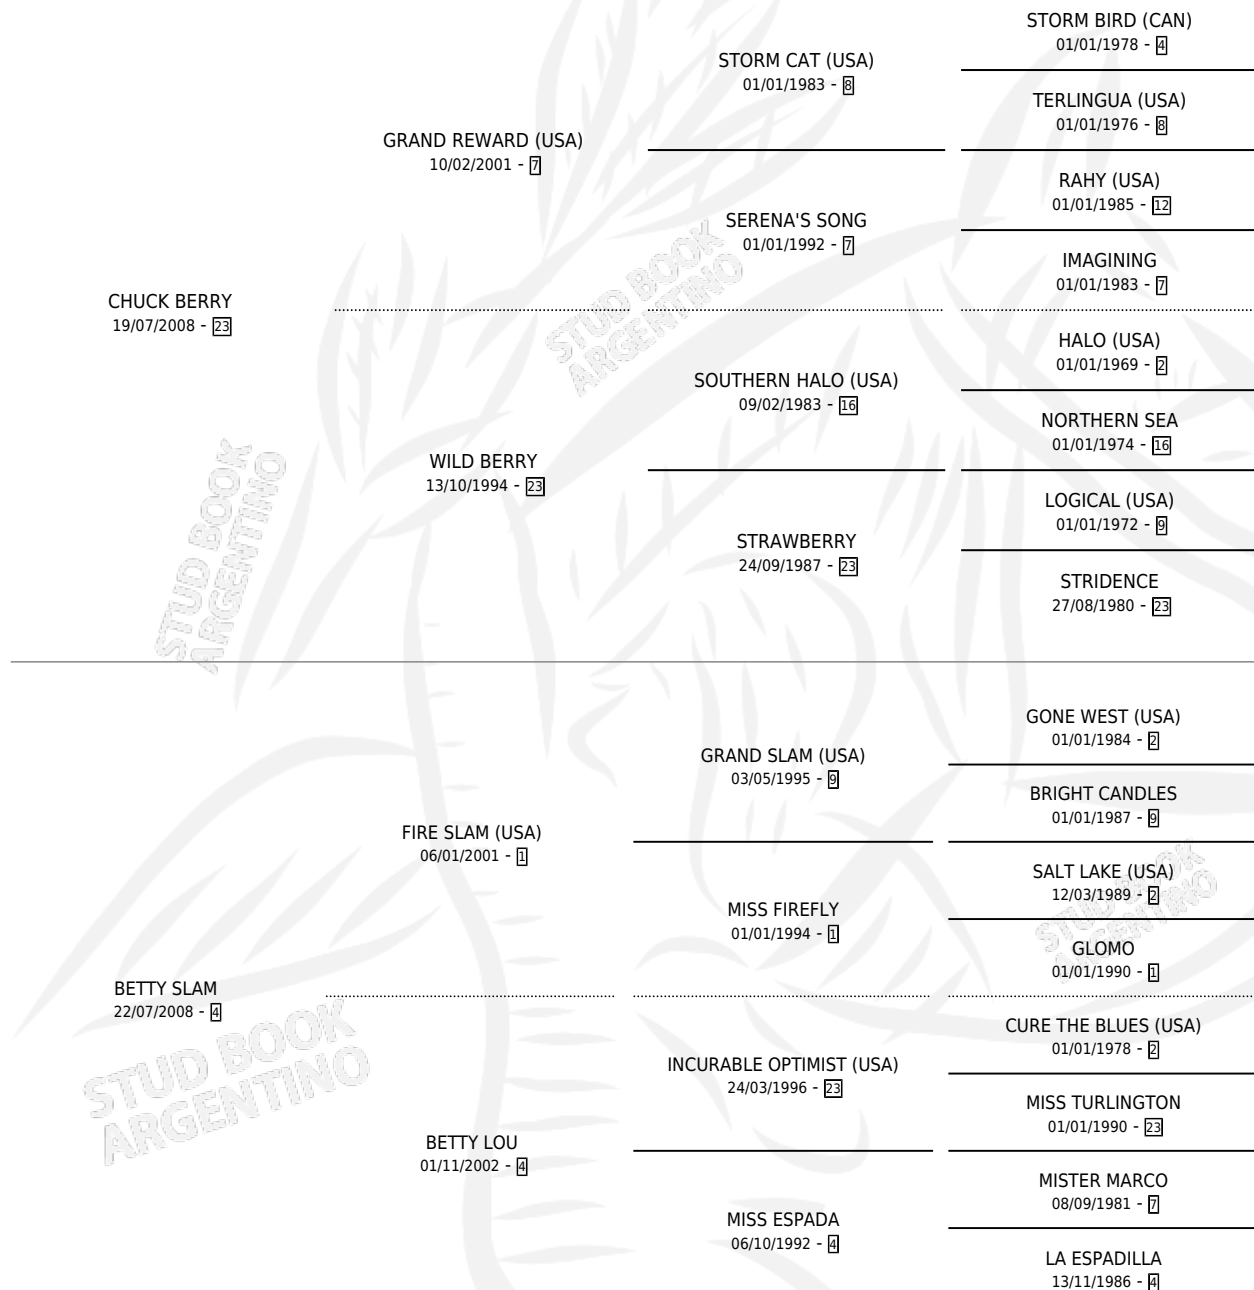 STORM BIRD (CAN)
01/01/1978 - 4
STORM CAT (USA)
01/01/1983 - 8
TERLINGUA (USA)
01/01/1976 - 8
GRAND REWARD (USA)
10/02/2001 - 7
RAHY (USA)
01/01/1985 - 12
SERENA'S SONG
01/01/1992 - 7
IMAGINING
01/01/1983 - 7
CHUCK BERRY
19/07/2008 - 23
HALO (USA)
01/01/1969 - 2
SOUTHERN HALO (USA)
09/02/1983 - 16
NORTHERN SEA
01/01/1974 - 16
WILD BERRY
13/10/1994 - 23
LOGICAL (USA)
01/01/1972 - 9
STRAWBERRY
24/09/1987 - 23
STRIDENCE
27/08/1980 - 23
GONE WEST (USA)
01/01/1984 - 2
GRAND SLAM (USA)
03/05/1995 - 9
BRIGHT CANDLES
01/01/1987 - 9
FIRE SLAM (USA)
06/01/2001 - 1
SALT LAKE (USA)
12/03/1989 - 2
MISS FIREFLY
01/01/1994 - 1
GLOMO
01/01/1990 - 1
BETTY SLAM
22/07/2008 - 4
CURE THE BLUES (USA)
01/01/1978 - 2
INCURABLE OPTIMIST (USA)
24/03/1996 - 23
MISS TURLINGTON
01/01/1990 - 23
BETTY LOU
01/11/2002 - 4
MISTER MARCO
08/09/1981 - 7
MISS ESPADA
06/10/1992 - 4
LA ESPADILLA
13/11/1986 - 4
STUD BOOK
ARGENTINO
STUD BOOK
ARGENTINO
STUD BOOK
ARGENTINO
STUD BOOK
ARGENTINO